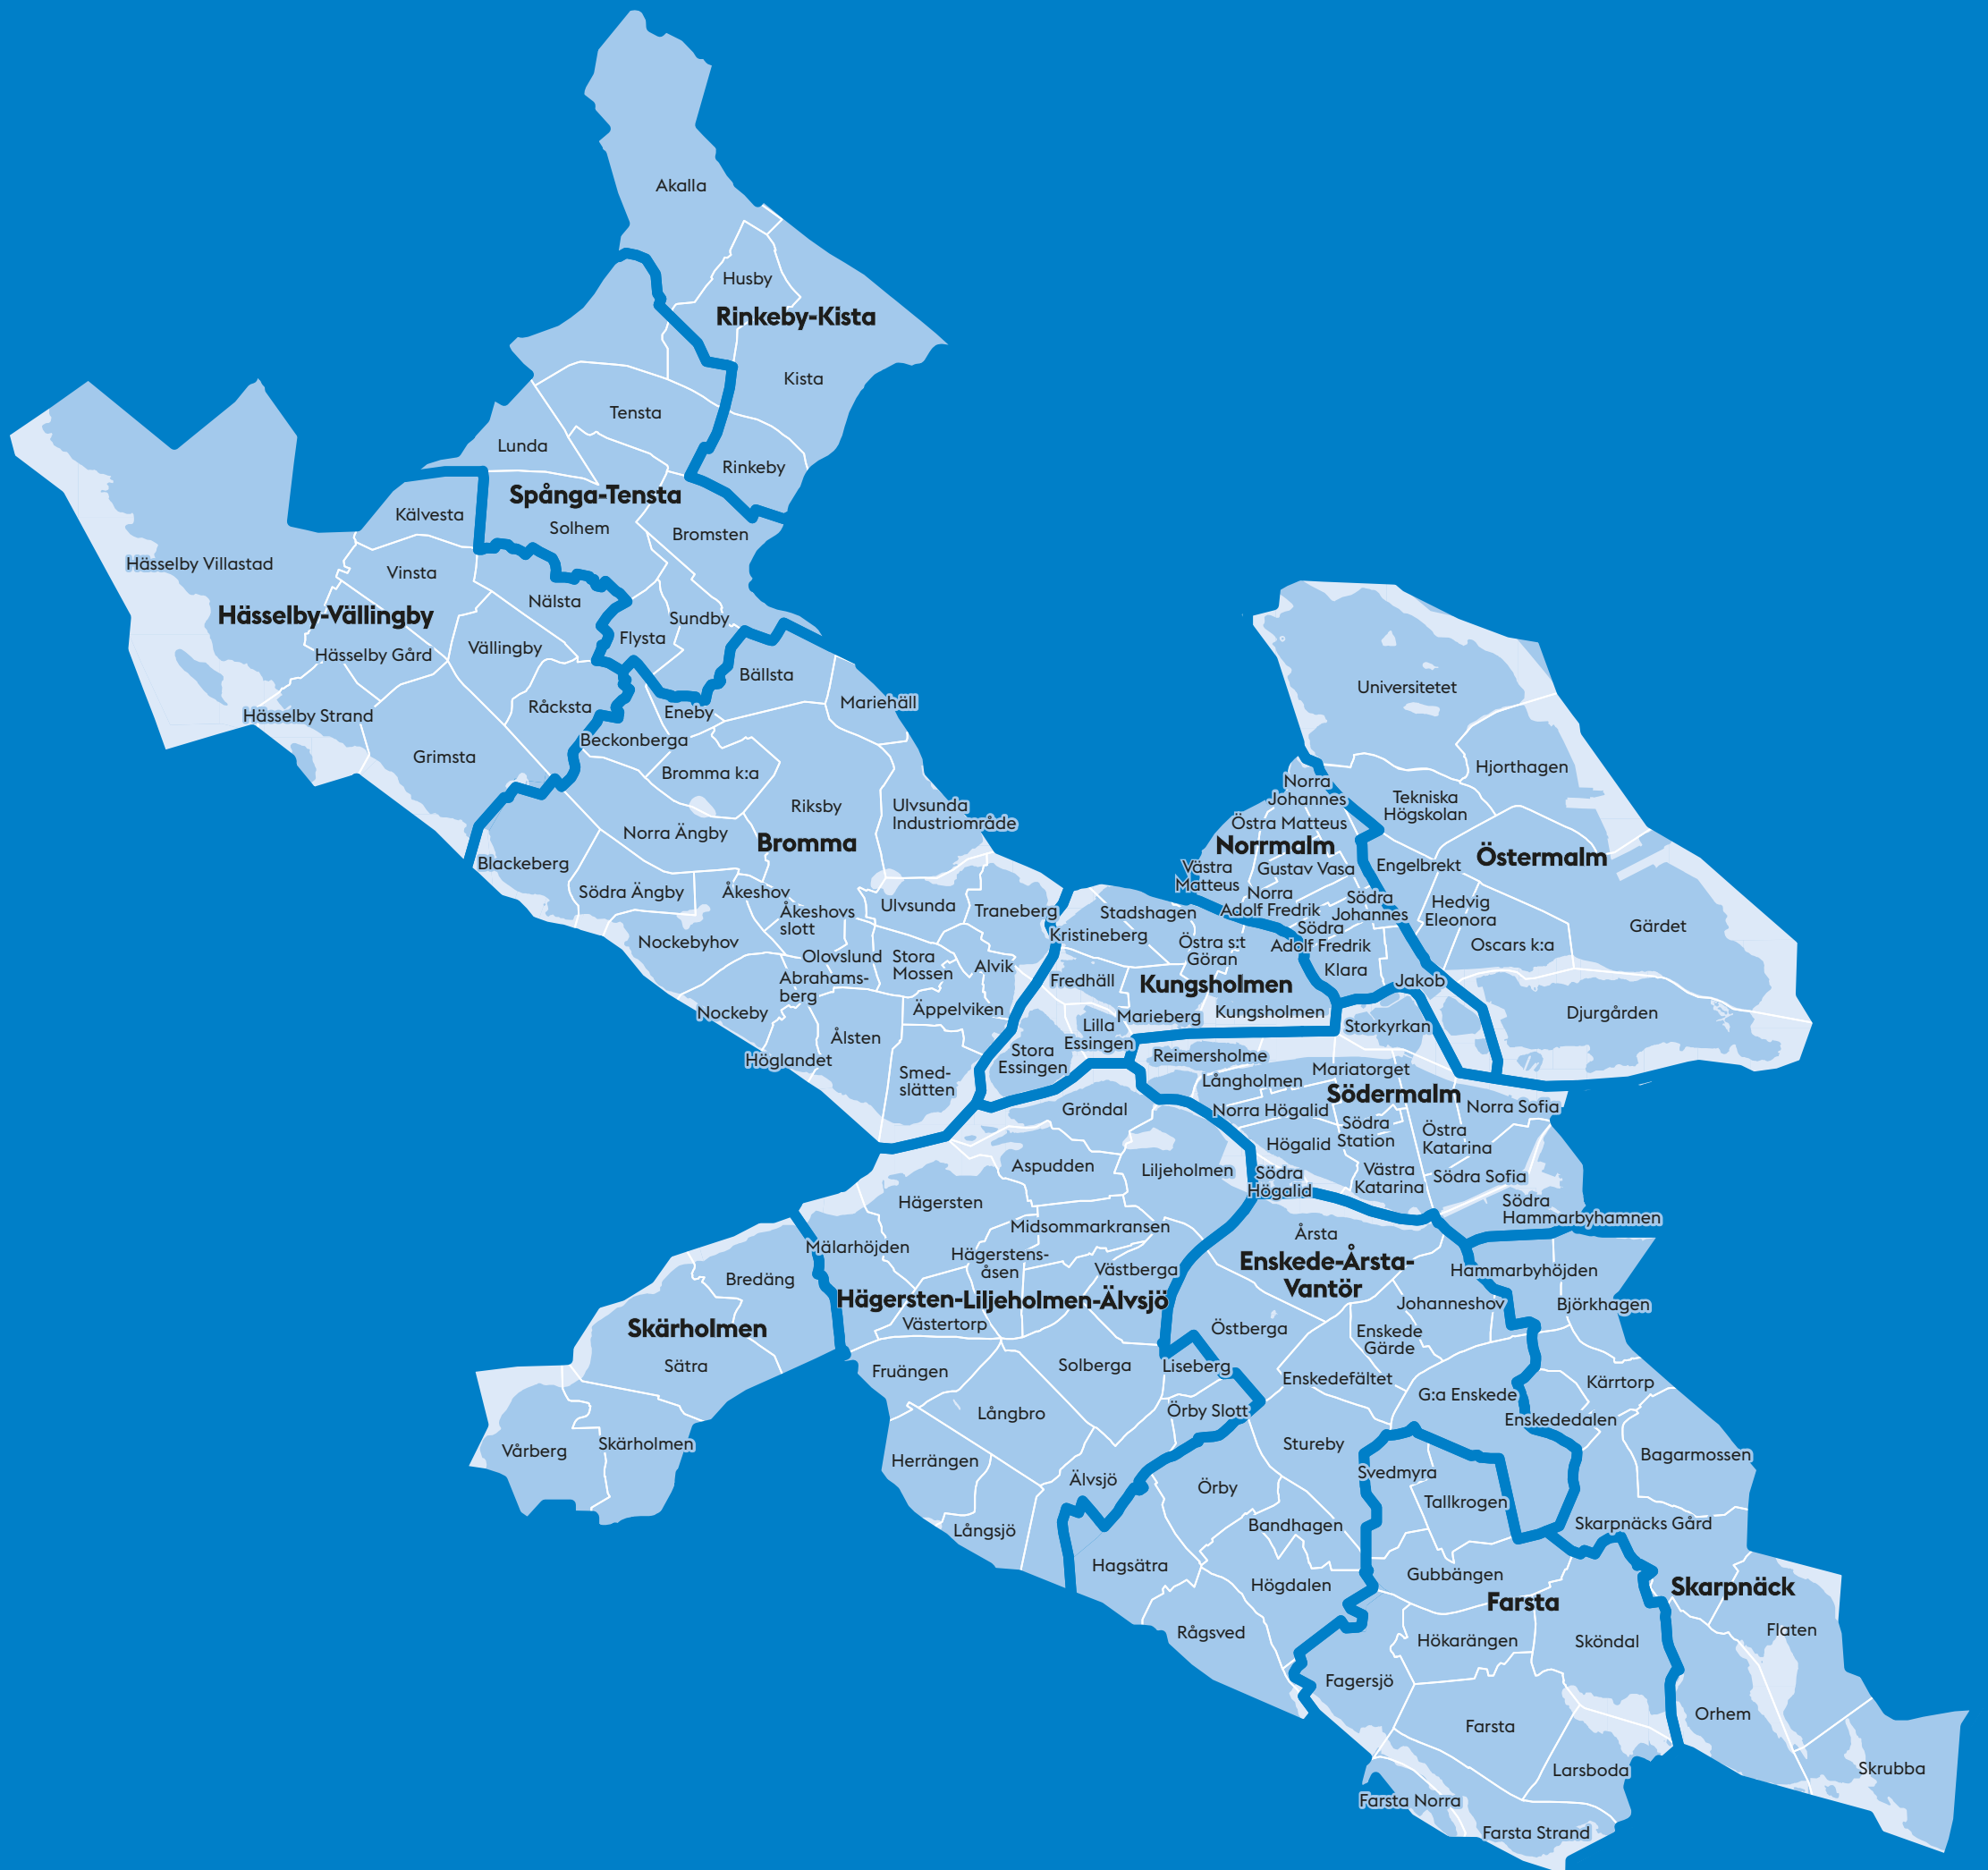 Akalla
Husby
Rinkeby-Kista
Kista
Tensta
Lunda
Rinkeby
Spånga-Tensta
Kälvesta
Solhem
Bromsten
Hässelby Villastad
Vinsta
Nälsta
Hässelby-Vällingby
Sundby
Flysta
Vällingby
Hässelby Gård
Bällsta
Råcksta
Eneby
Mariehäll
Hässelby Strand
Beckonberga
Grimsta
Bromma k:a
Riksby
Ulvsunda
Industriområde
Norra Ängby
Bromma
Blackeberg
Södra Ängby
Åkeshov
Åkeshovs
slott
Ulvsunda
Traneberg
Nockebyhov
Olovslund
Stora
Mossen
Alvik
Abrahams-
berg
Nockeby
Äppelviken
Ålsten
Höglandet
Smed-
slätten
Universitetet
Hjorthagen
Norra
Johannes
Tekniska
Högskolan
Östra Matteus
Norrmalm
Östermalm
Västra
Matteus
Gustav Vasa
Engelbrekt
Norra
Adolf Fredrik
Södra
Johannes
Hedvig
Eleonora
Gärdet
Stadshagen
Kristineberg
Östra s:t
Göran
Södra
Adolf Fredrik
Oscars k:a
Klara
Jakob
Fredhäll
Kungsholmen
Marieberg
Kungsholmen
Djurgården
Lilla
Essingen
Storkyrkan
Stora
Essingen
Reimersholme
Långholmen
Mariatorget
Södermalm
Gröndal
Norra Högalid
Norra Sofia
Södra
Station
Högalid
Östra
Katarina
Aspudden
Liljeholmen
Södra
Högalid
Västra
Katarina
Södra Sofia
Södra
Hammarbyhamnen
Hägersten
Midsommarkransen
Årsta
Mälarhöjden
Hägerstens-
åsen
Västberga
Enskede-Årsta-
Vantör
Hammarbyhöjden
Bredäng
Hägersten-Liljeholmen-Älvsjö
Johanneshov
Björkhagen
Skärholmen
Västertorp
Östberga
Enskede
Gärde
Sätra
Fruängen
Solberga
Liseberg
Enskedefältet
G:a Enskede
Kärrtorp
Långbro
Örby Slott
Enskededalen
Vårberg
Skärholmen
Stureby
Bagarmossen
Herrängen
Älvsjö
Svedmyra
Örby
Tallkrogen
Långsjö
Bandhagen
Skarpnäcks Gård
Hagsätra
Högdalen
Gubbängen
Skarpnäck
Farsta
Rågsved
Hökarängen
Sköndal
Flaten
Fagersjö
Orhem
Farsta
Larsboda
Skrubba
Farsta Norra
Farsta Strand